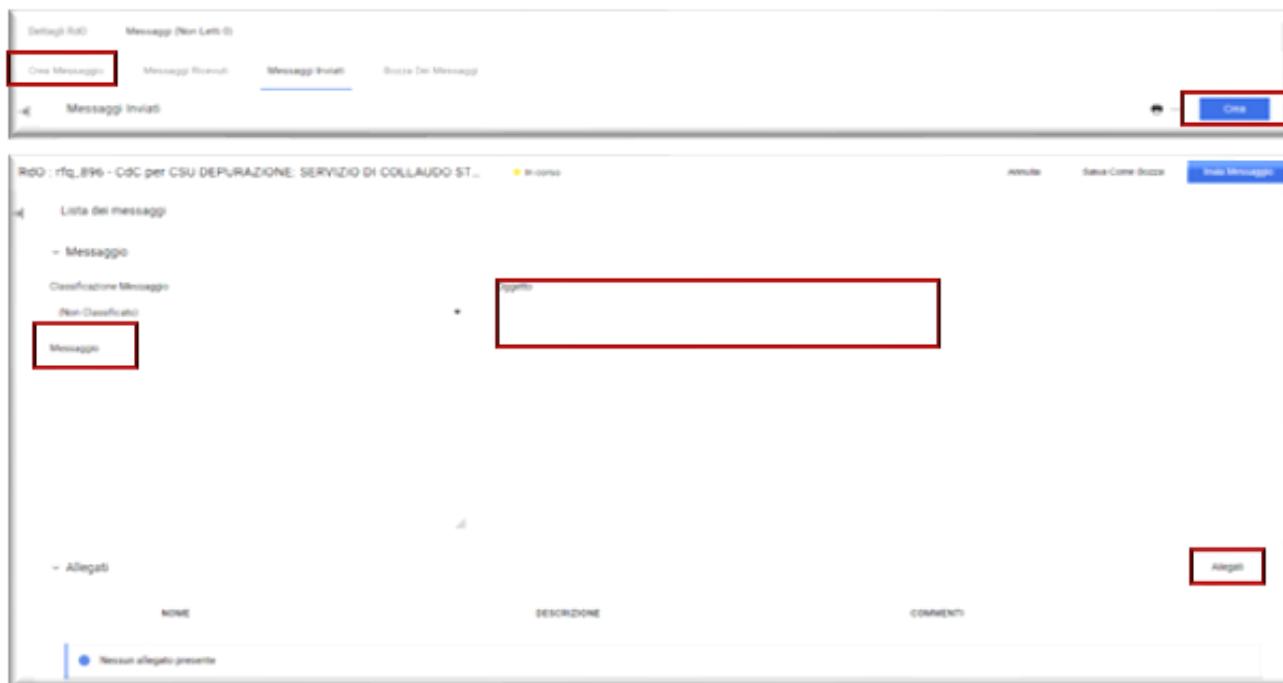 Dettagli RdO Messaggi (Non Letti 0)
Crea Messaggio Messaggi Ricevuti Messaggi Inviati Bozza Dei Messaggi
Messaggi Inviati Crea
RdO : rfq_896 - CdC per CSU DEPURAZIONE: SERVIZIO DI COLLAUDO ST... In corso Annulla Salva Come Bozza Invia Messaggio
Lista dei messaggi
Messaggio
Classificazione Messaggio Oggetto
(Non Classificato)
Messaggio
Allegati Allegati
NOME DESCRIZIONE COMMENTI
Nessun allegato presente